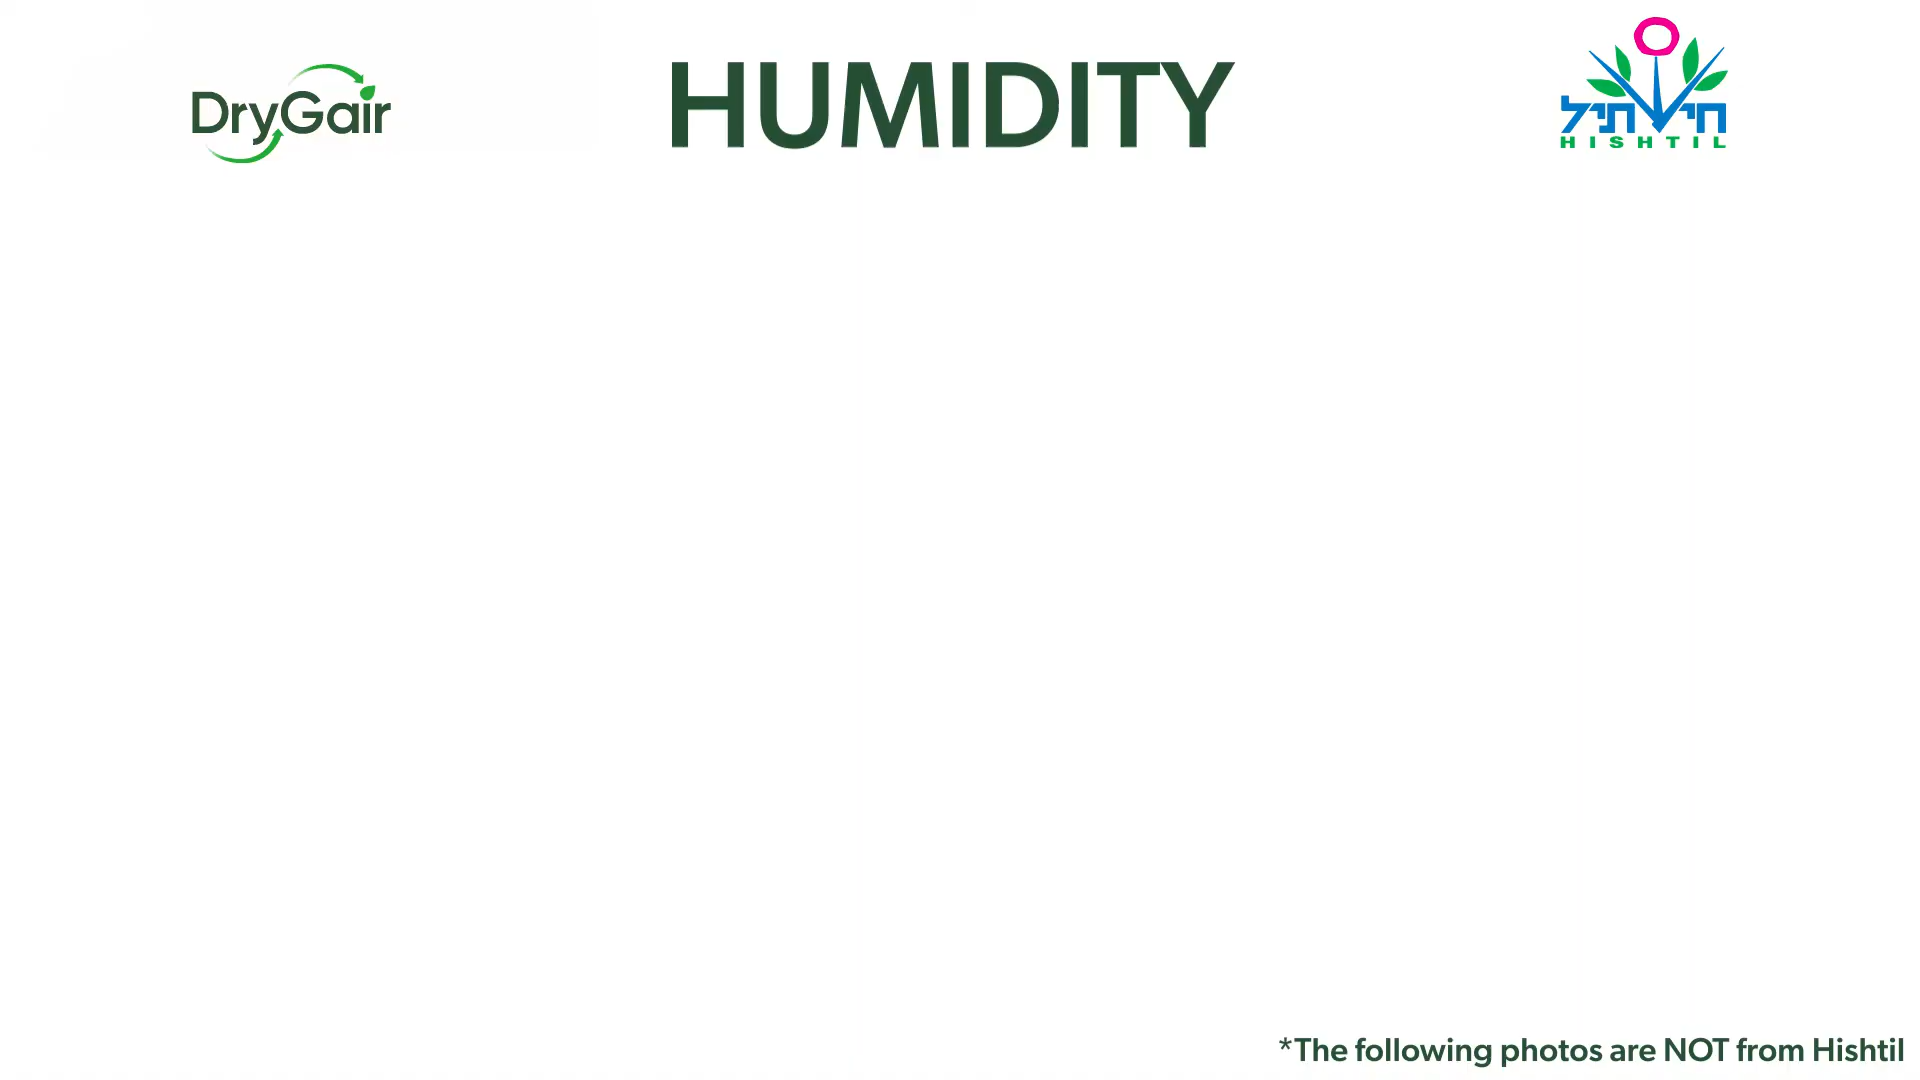 DryGair
HUMIDITY
חישתיל
HISHTIL
*The following photos are NOT from Hishtil